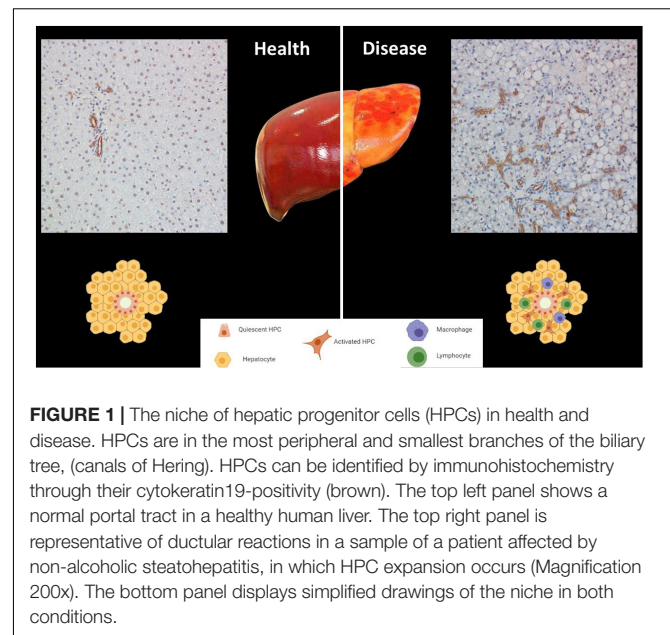 Health Disease
Quiescent HPC
Hepatocyte
Activated HPC
Macrophage
Lymphocyte
FIGURE 1 | The niche of hepatic progenitor cells (HPCs) in health and
disease. HPCs are in the most peripheral and smallest branches of the biliary
tree, (canals of Hering). HPCs can be identified by immunohistochemistry
through their cytokeratin19-positivity (brown). The top left panel shows a
normal portal tract in a healthy human liver. The top right panel is
representative of ductular reactions in a sample of a patient affected by
non-alcoholic steatohepatitis, in which HPC expansion occurs (Magnification
200x). The bottom panel displays simplified drawings of the niche in both
conditions.